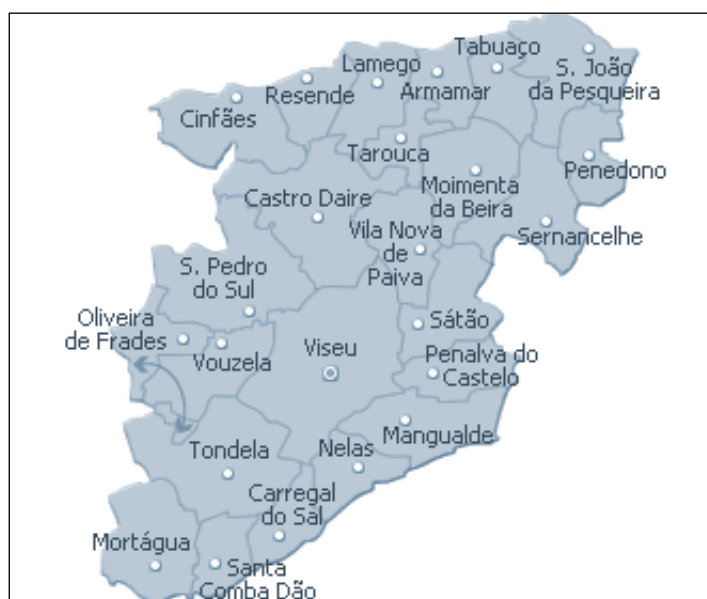 Tabuaço
Lamego
S. João
da Pesqueira
Resende
Armamar
Cinfães
Tarouca
Penedono
Moimenta
da Beira
Castro Daire
Vila Nova
de
Paiva
Sernancelhe
S. Pedro
do Sul
Oliveira
de Frades
Sátão
Vouzela
Viseu
Penalva do
Castelo
Mangualde
Tondela
Nelas
Carregal
do Sal
Mortágua
Santa
Comba Dão